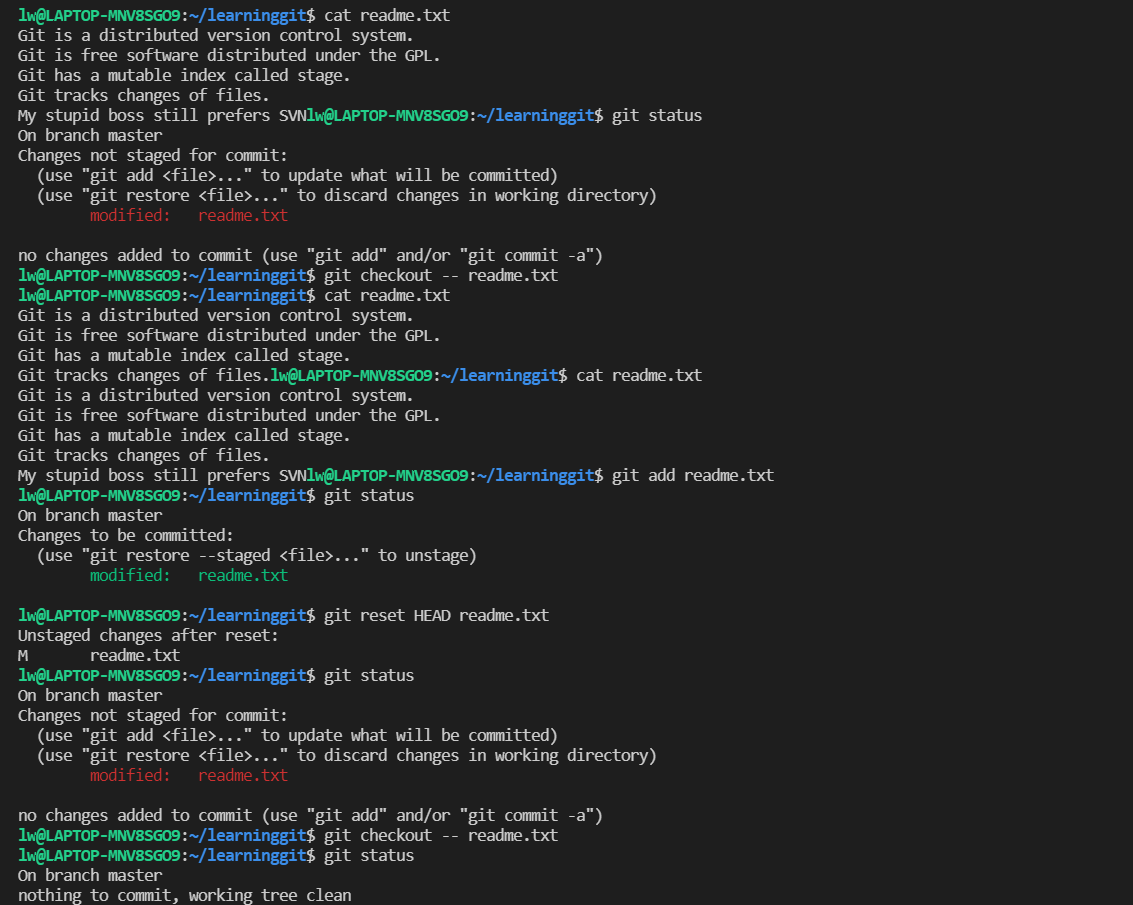 lw@LAPTOP-MNV8SGO9:~/learninggit$ cat readme.txt
Git is a distributed version control system.
Git is free software distributed under the GPL.
Git has a mutable index called stage.
Git tracks changes of files.
My stupid boss still prefers SVNlw@LAPTOP-MNV8SGO9:~/learninggit$ git status
On branch master
Changes not staged for commit:
  (use "git add <file>..." to update what will be committed)
  (use "git restore <file>..." to discard changes in working directory)
        modified:   readme.txt

no changes added to commit (use "git add" and/or "git commit -a")
lw@LAPTOP-MNV8SGO9:~/learninggit$ git checkout -- readme.txt
lw@LAPTOP-MNV8SGO9:~/learninggit$ cat readme.txt
Git is a distributed version control system.
Git is free software distributed under the GPL.
Git has a mutable index called stage.
Git tracks changes of files.lw@LAPTOP-MNV8SGO9:~/learninggit$ cat readme.txt
Git is a distributed version control system.
Git is free software distributed under the GPL.
Git has a mutable index called stage.
Git tracks changes of files.
My stupid boss still prefers SVNlw@LAPTOP-MNV8SGO9:~/learninggit$ git add readme.txt
lw@LAPTOP-MNV8SGO9:~/learninggit$ git status
On branch master
Changes to be committed:
  (use "git restore --staged <file>..." to unstage)
        modified:   readme.txt

lw@LAPTOP-MNV8SGO9:~/learninggit$ git reset HEAD readme.txt
Unstaged changes after reset:
M       readme.txt
lw@LAPTOP-MNV8SGO9:~/learninggit$ git status
On branch master
Changes not staged for commit:
  (use "git add <file>..." to update what will be committed)
  (use "git restore <file>..." to discard changes in working directory)
        modified:   readme.txt

no changes added to commit (use "git add" and/or "git commit -a")
lw@LAPTOP-MNV8SGO9:~/learninggit$ git checkout -- readme.txt
lw@LAPTOP-MNV8SGO9:~/learninggit$ git status
On branch master
nothing to commit, working tree clean